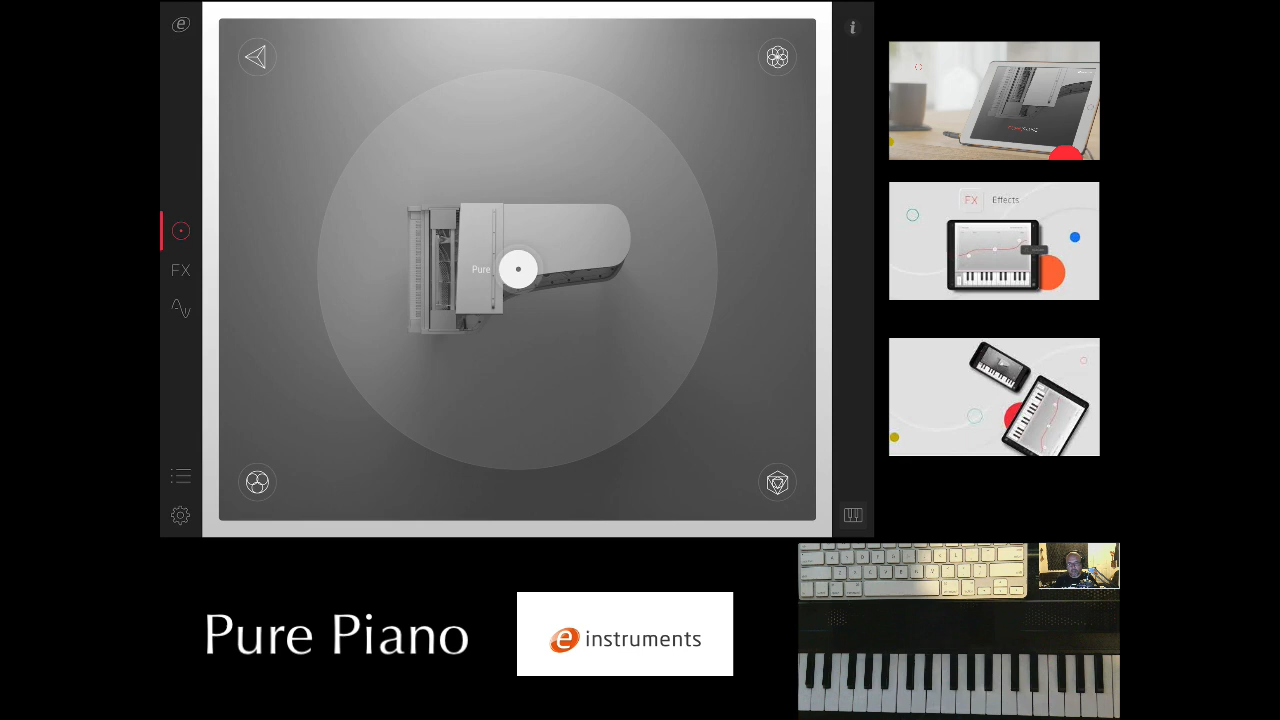 e
i
Pure
FX
FX Effects
Pure Piano
e instruments